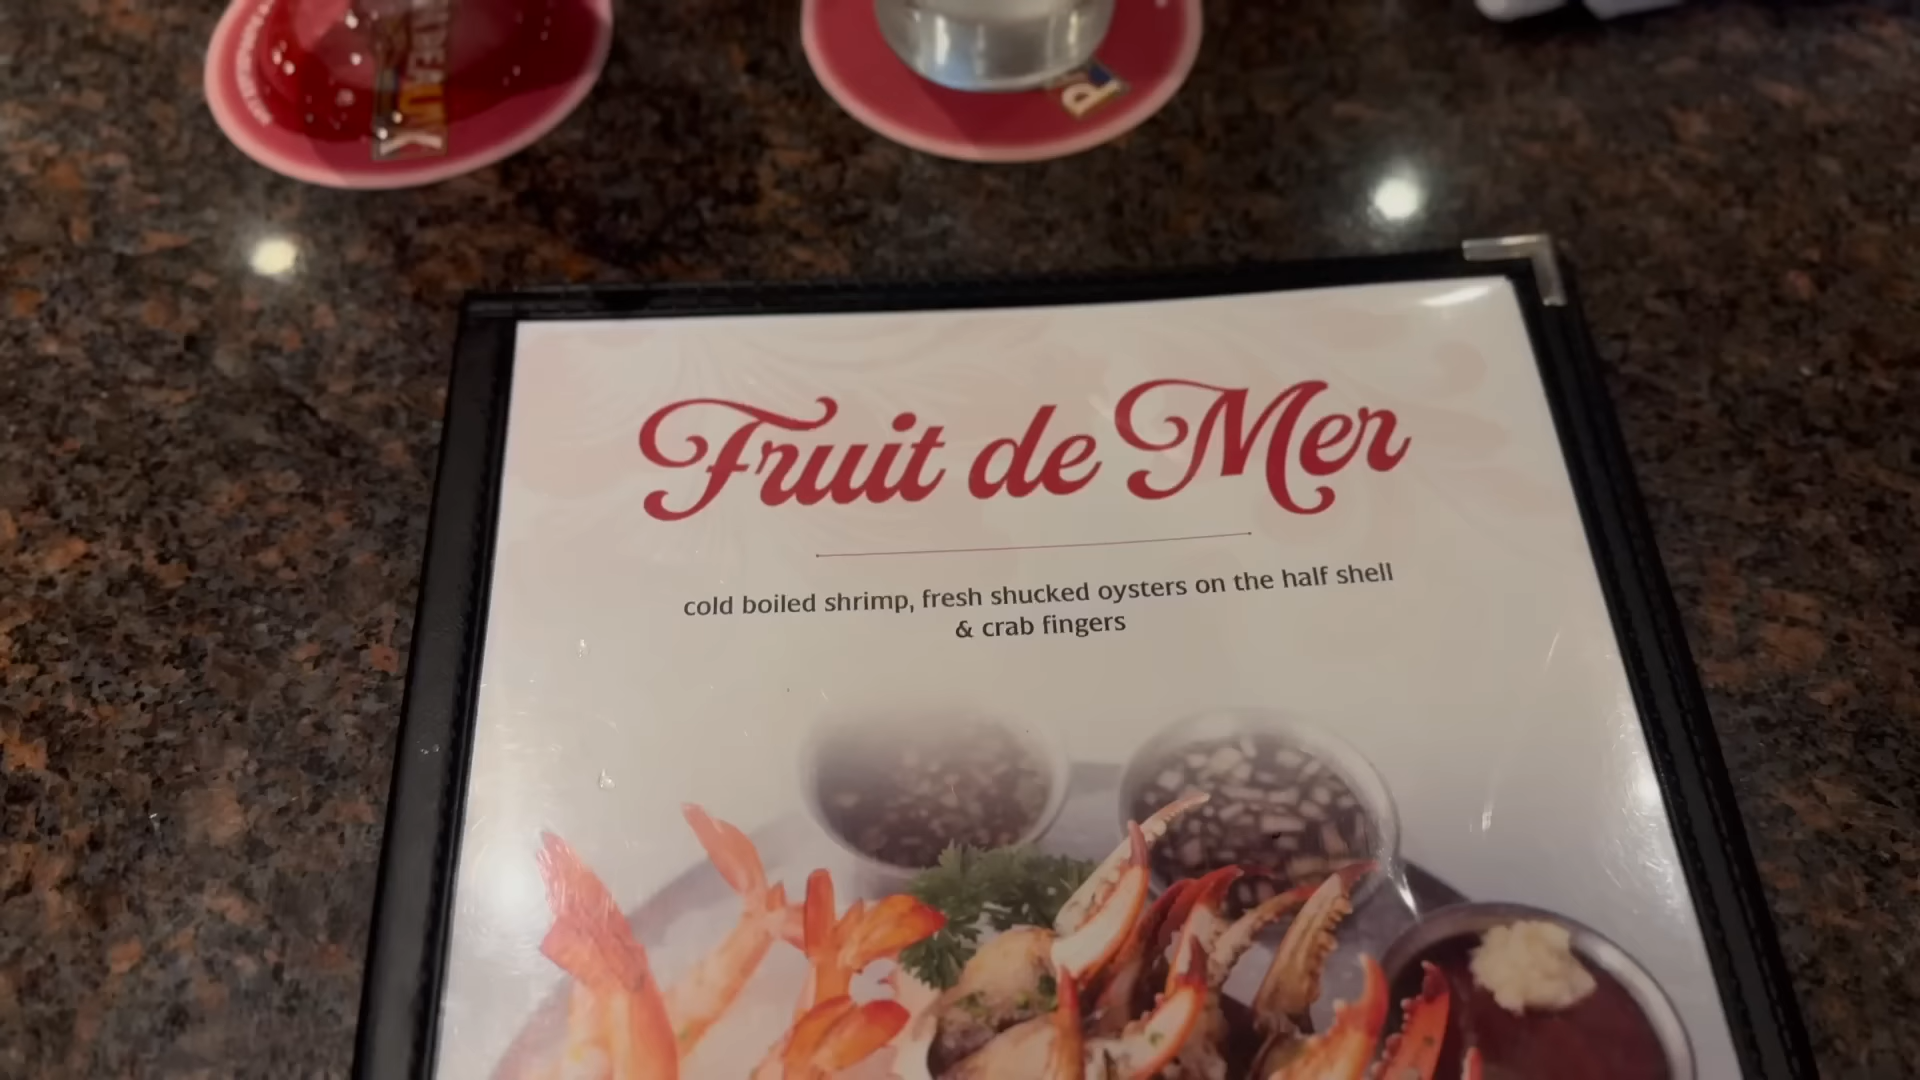 Fruit de Mer
cold boiled shrimp, fresh shucked oysters on the half shell
& crab fingers